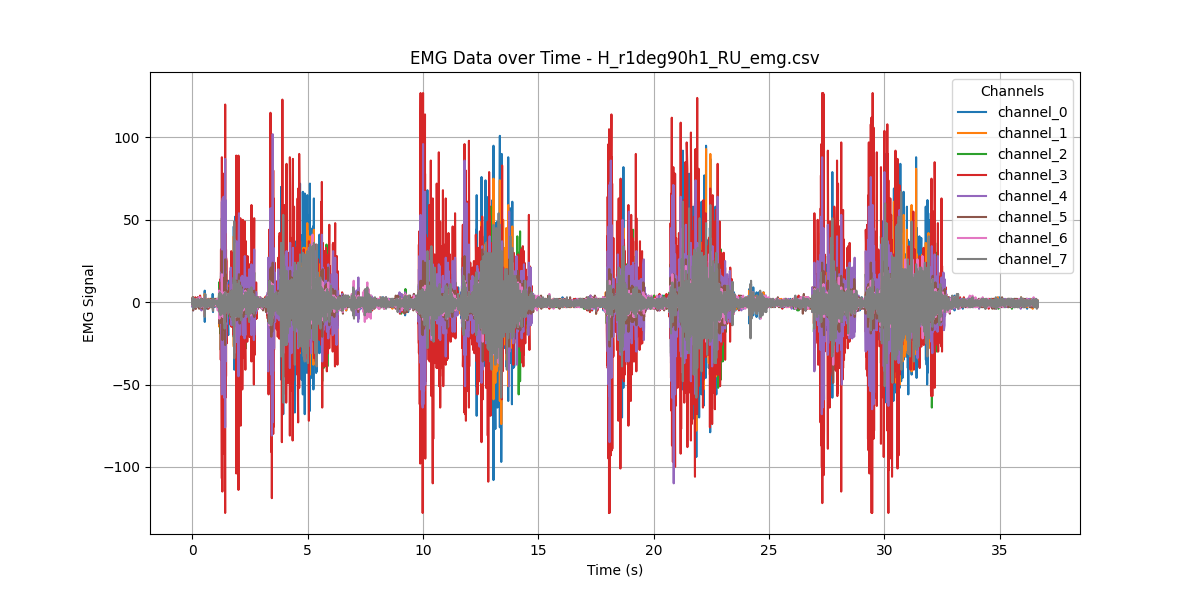 EMG Data over Time - H_r1deg90h1_RU_emg.csv
Channels
channel_0
channel_1
channel_2
channel_3
channel_4
channel_5
channel_6
channel_7
100
50
0
−50
−100
EMG Signal
0 5 10 15 20 25 30 35
Time (s)